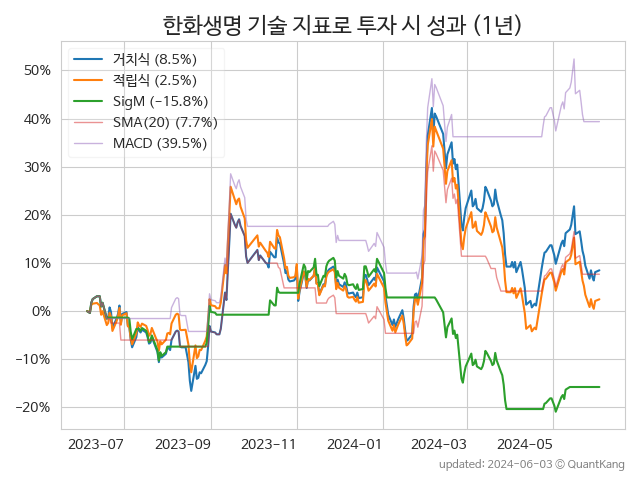 한화생명 기술 지표로 투자 시 성과 (1년)
거치식 (8.5%)
적립식 (2.5%)
SigM (−15.8%)
SMA(20) (7.7%)
MACD (39.5%)
50%
40%
30%
20%
10%
0%
−10%
−20%
2023-07 2023-09 2023-11 2024-01 2024-03 2024-05
updated: 2024-06-03 © QuantKang